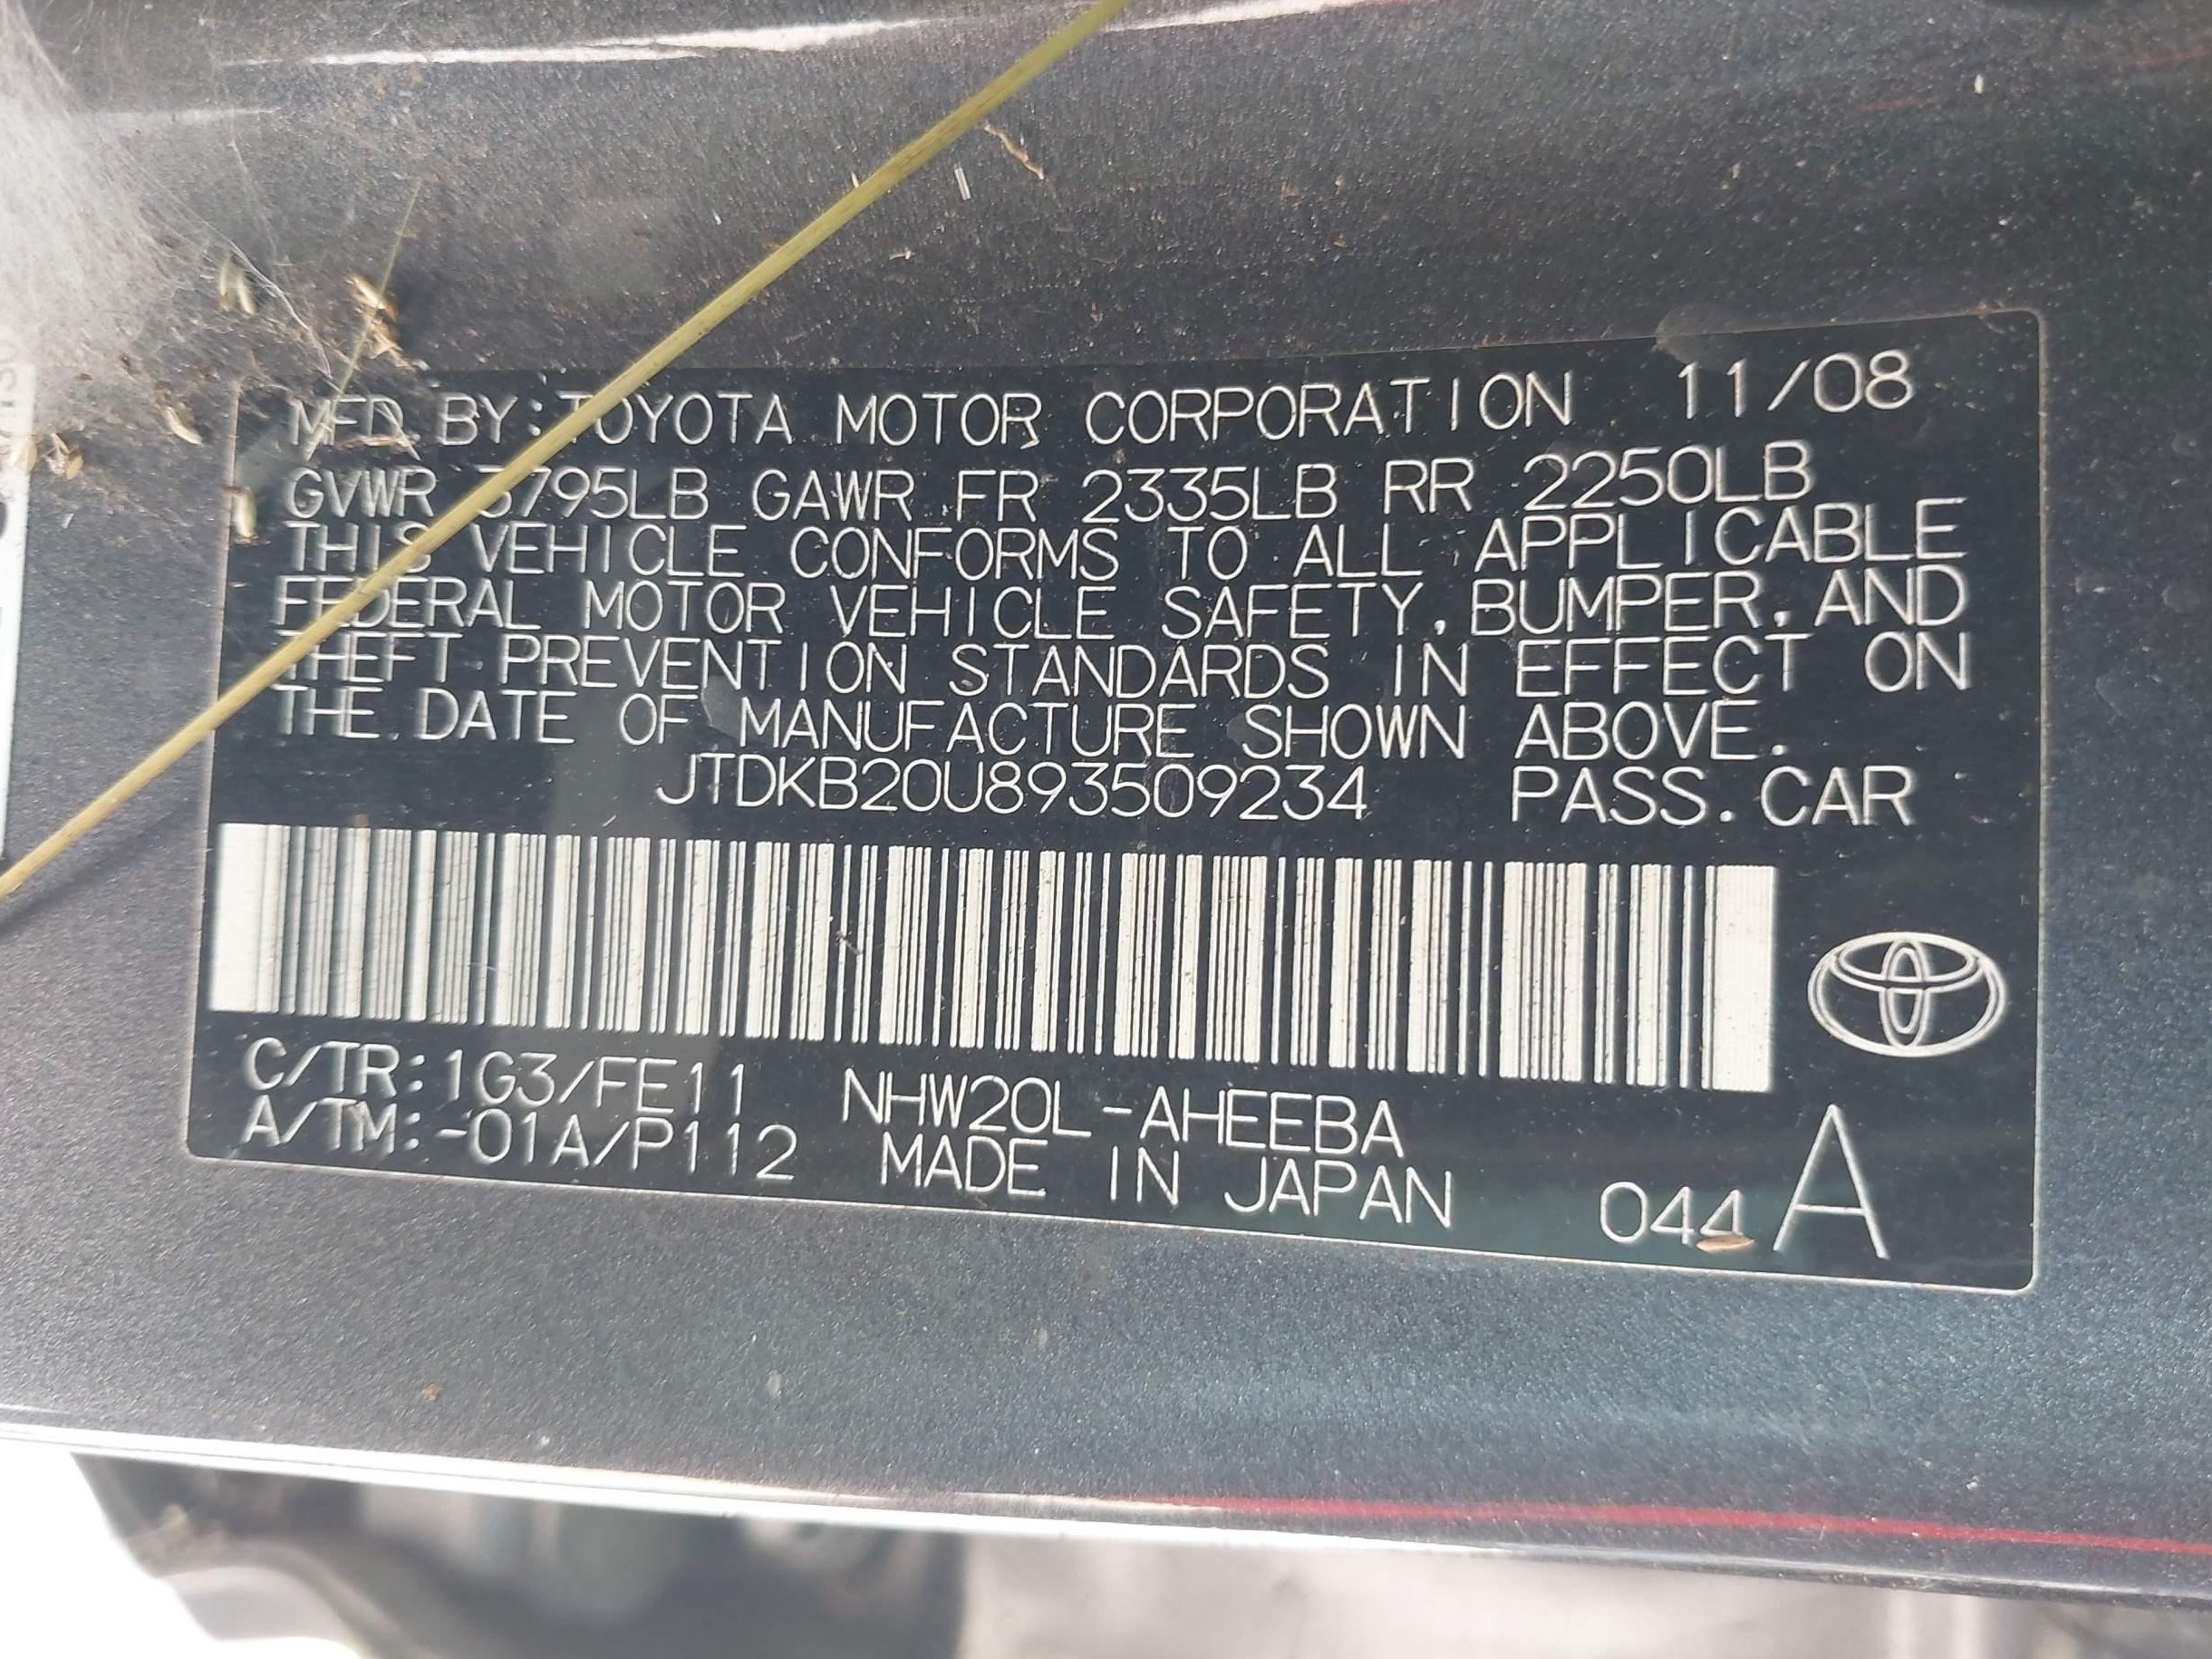 MFD. BY: TOYOTA MOTOR CORPORATION 11/08
GVWR 3795LB GAWR FR 2335LB RR 2250LB
THIS VEHICLE CONFORMS TO ALL APPLICABLE
FEDERAL MOTOR VEHICLE SAFETY, BUMPER, AND
THEFT PREVENTION STANDARDS IN EFFECT ON
THE DATE OF MANUFACTURE SHOWN ABOVE.
JTDKB20U893509234 PASS. CAR
C/TR: 1G3/FE11 NHW20L-AHEEBA
A/TM: -01A/P112 MADE IN JAPAN 044 A